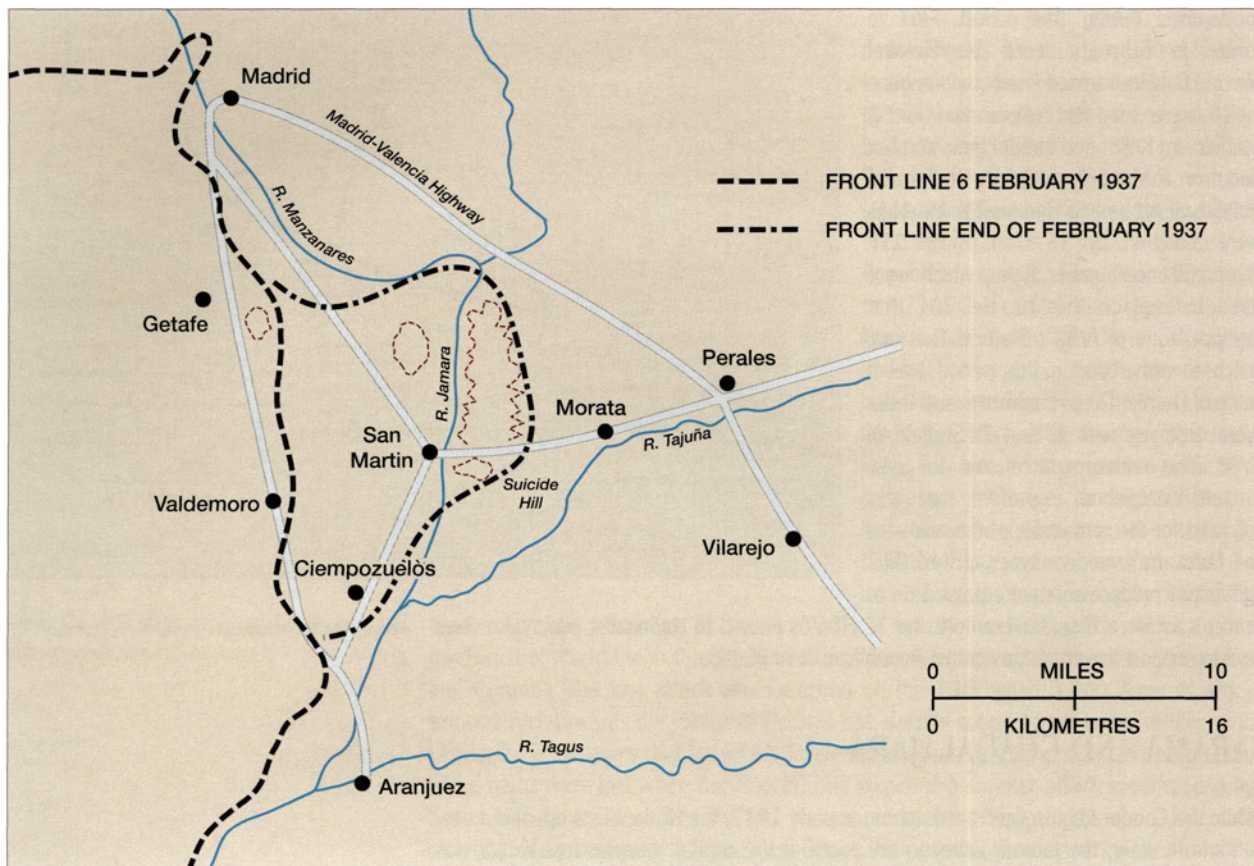 Madrid
Madrid-Valencia Highway
R. Manzanares
FRONT LINE 6 FEBRUARY 1937
FRONT LINE END OF FEBRUARY 1937
Getafe
R. Jamara
Perales
Morata
San
Martin
R. Tajuña
Suicide
Hill
Valdemoro
Vilarejo
Ciempozuelos
0 MILES 10
0 KILOMETRES 16
R. Tagus
Aranjuez